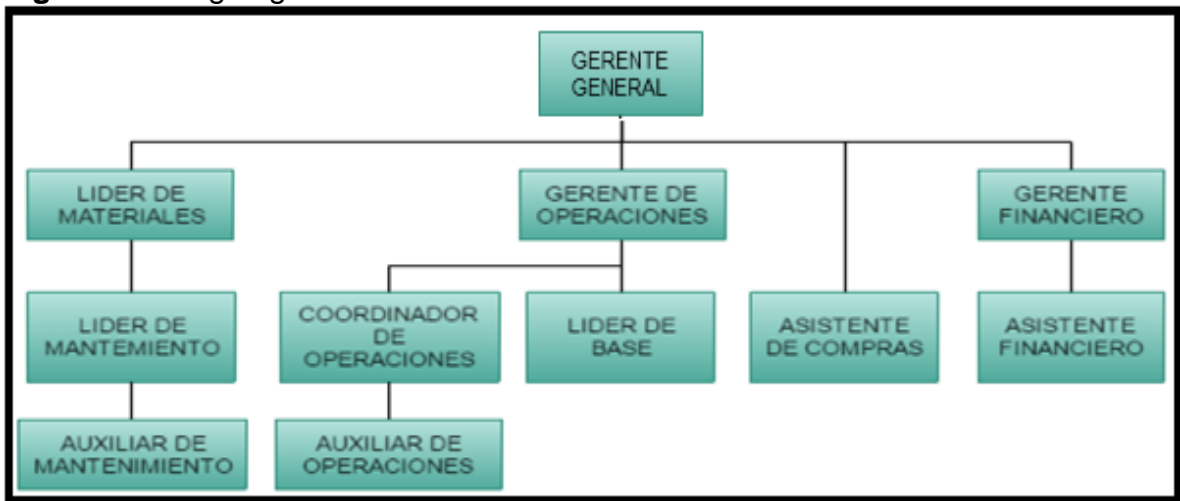 GERENTE
GENERAL
LIDER DE
MATERIALES
GERENTE DE
OPERACIONES
GERENTE
FINANCIERO
LIDER DE
MANTEMIENTO
COORDINADOR
DE
OPERACIONES
LIDER DE
BASE
ASISTENTE
DE COMPRAS
ASISTENTE
FINANCIERO
AUXILIAR DE
MANTENIMIENTO
AUXILIAR DE
OPERACIONES